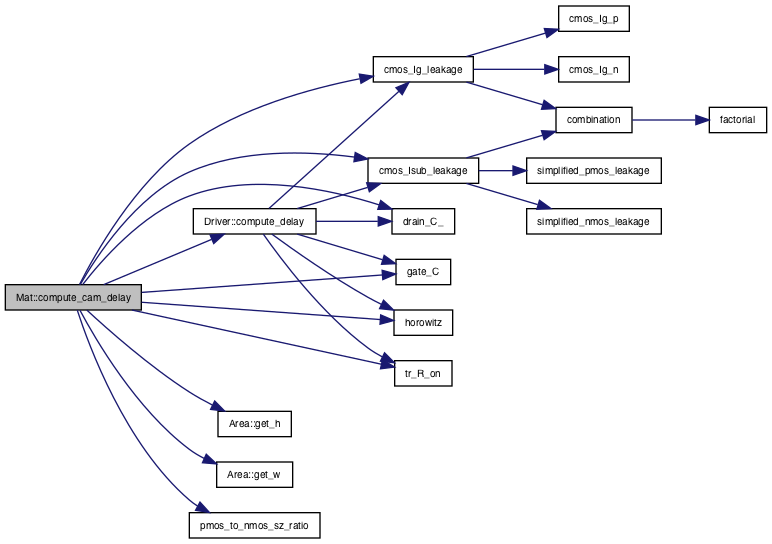 cmos_Ig_p
cmos_Ig_leakage
cmos_Ig_n
combination
factorial
cmos_Isub_leakage
simplified_pmos_leakage
Driver::compute_delay
drain_C_
simplified_nmos_leakage
gate_C
Mat::compute_cam_delay
horowitz
tr_R_on
Area::get_h
Area::get_w
pmos_to_nmos_sz_ratio